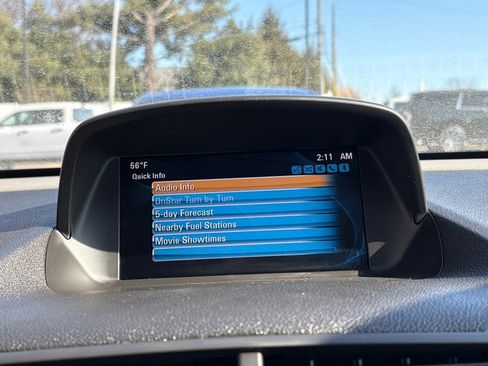 56°F
2:11 AM
Quick Info
Audio Info
OnStar Turn by Turn
5-day Forecast
Nearby Fuel Stations
Movie Showtimes